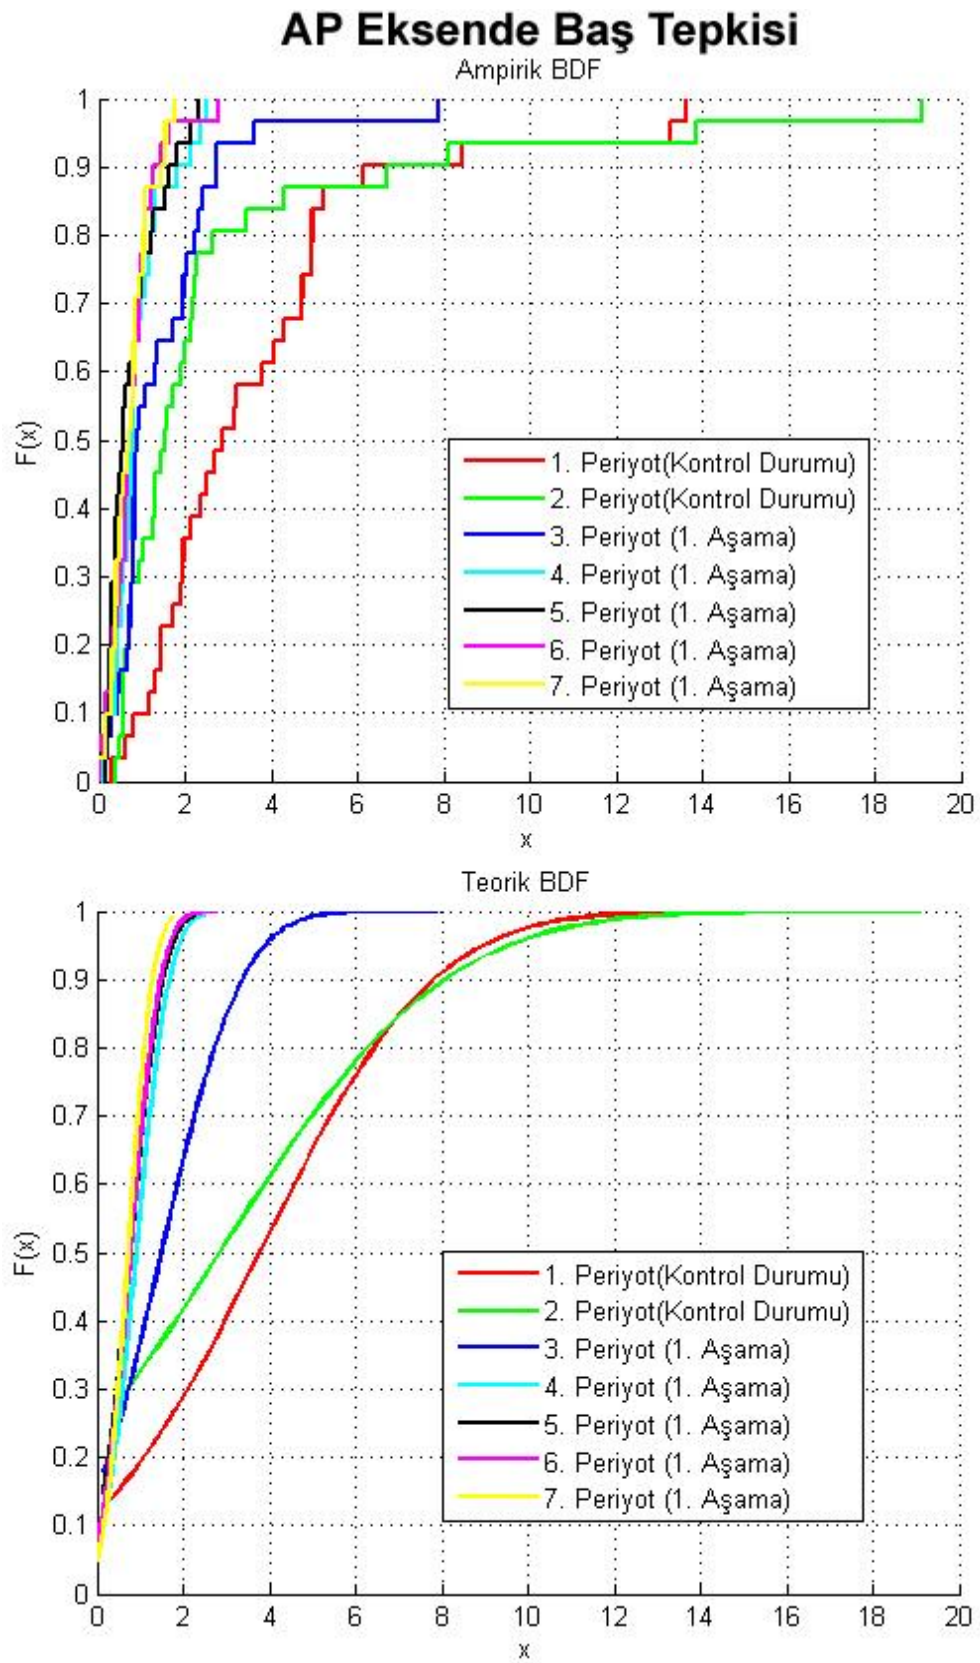 AP Eksende Baş Tepkisi
Ampirik BDF
1
0.9
0.8
0.7
0.6
0.5
0.4
0.3
0.2
0.1
0
F(x)
1. Periyot(Kontrol Durumu)
2. Periyot(Kontrol Durumu)
3. Periyot (1. Aşama)
4. Periyot (1. Aşama)
5. Periyot (1. Aşama)
6. Periyot (1. Aşama)
7. Periyot (1. Aşama)
0 2 4 6 8 10 12 14 16 18 20
x
Teorik BDF
1
0.9
0.8
0.7
0.6
0.5
0.4
0.3
0.2
0.1
0
F(x)
1. Periyot(Kontrol Durumu)
2. Periyot(Kontrol Durumu)
3. Periyot (1. Aşama)
4. Periyot (1. Aşama)
5. Periyot (1. Aşama)
6. Periyot (1. Aşama)
7. Periyot (1. Aşama)
0 2 4 6 8 10 12 14 16 18 20
x